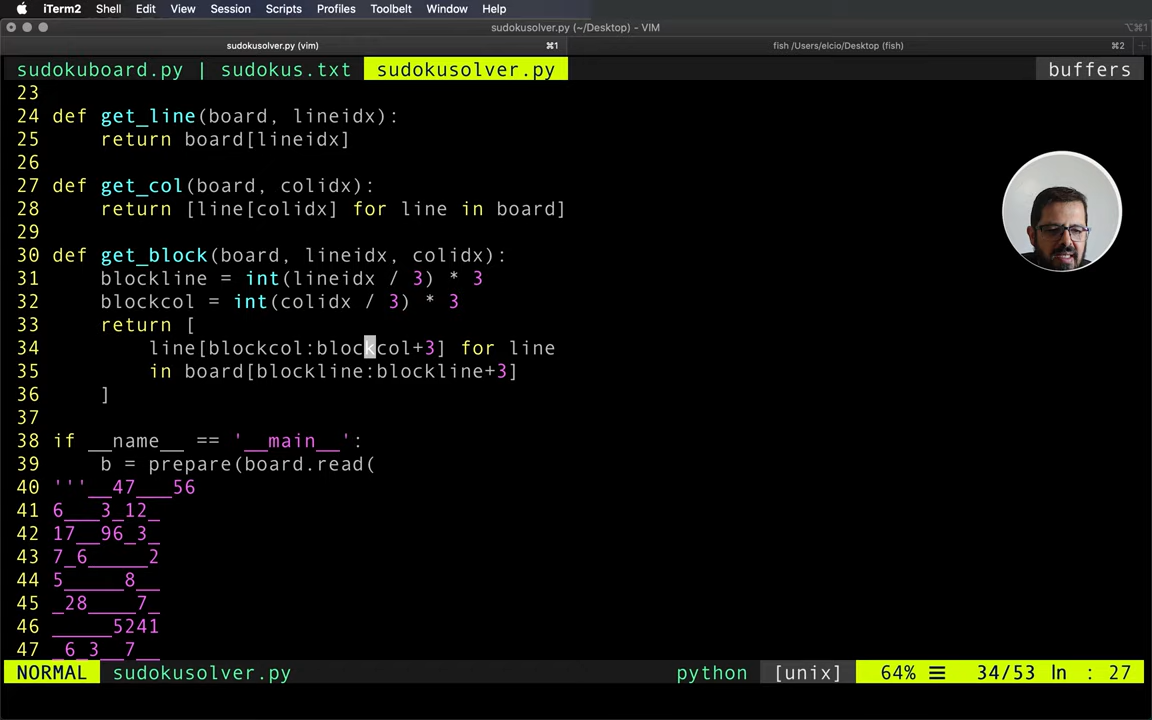 iTerm2 Shell Edit View Session Scripts Profiles Toolbelt Window Help
sudokusolver.py (~/Desktop) - VIM ⌥⌘1
sudokusolver.py (vim) ⌘1 fish /Users/elcio/Desktop (fish) ⌘2 +
sudokuboard.py | sudokus.txt sudokusolver.py buffers
23
24 def get_line(board, lineidx):
25     return board[lineidx]
26
27 def get_col(board, colidx):
28     return [line[colidx] for line in board]
29
30 def get_block(board, lineidx, colidx):
31     blockline = int(lineidx / 3) * 3
32     blockcol = int(colidx / 3) * 3
33     return [
34         line[blockcol:blockcol+3] for line
35         in board[blockline:blockline+3]
36     ]
37
38 if __name__ == '__main__':
39     b = prepare(board.read(
40 '''__47___56
41 6___3_12_
42 17__96_3_
43 7_6_____2
44 5_____8__
45 _28____7_
46 _____5241
47 _6_3__7__
NORMAL sudokusolver.py python [unix] 64% ☰ 34/53 ln : 27